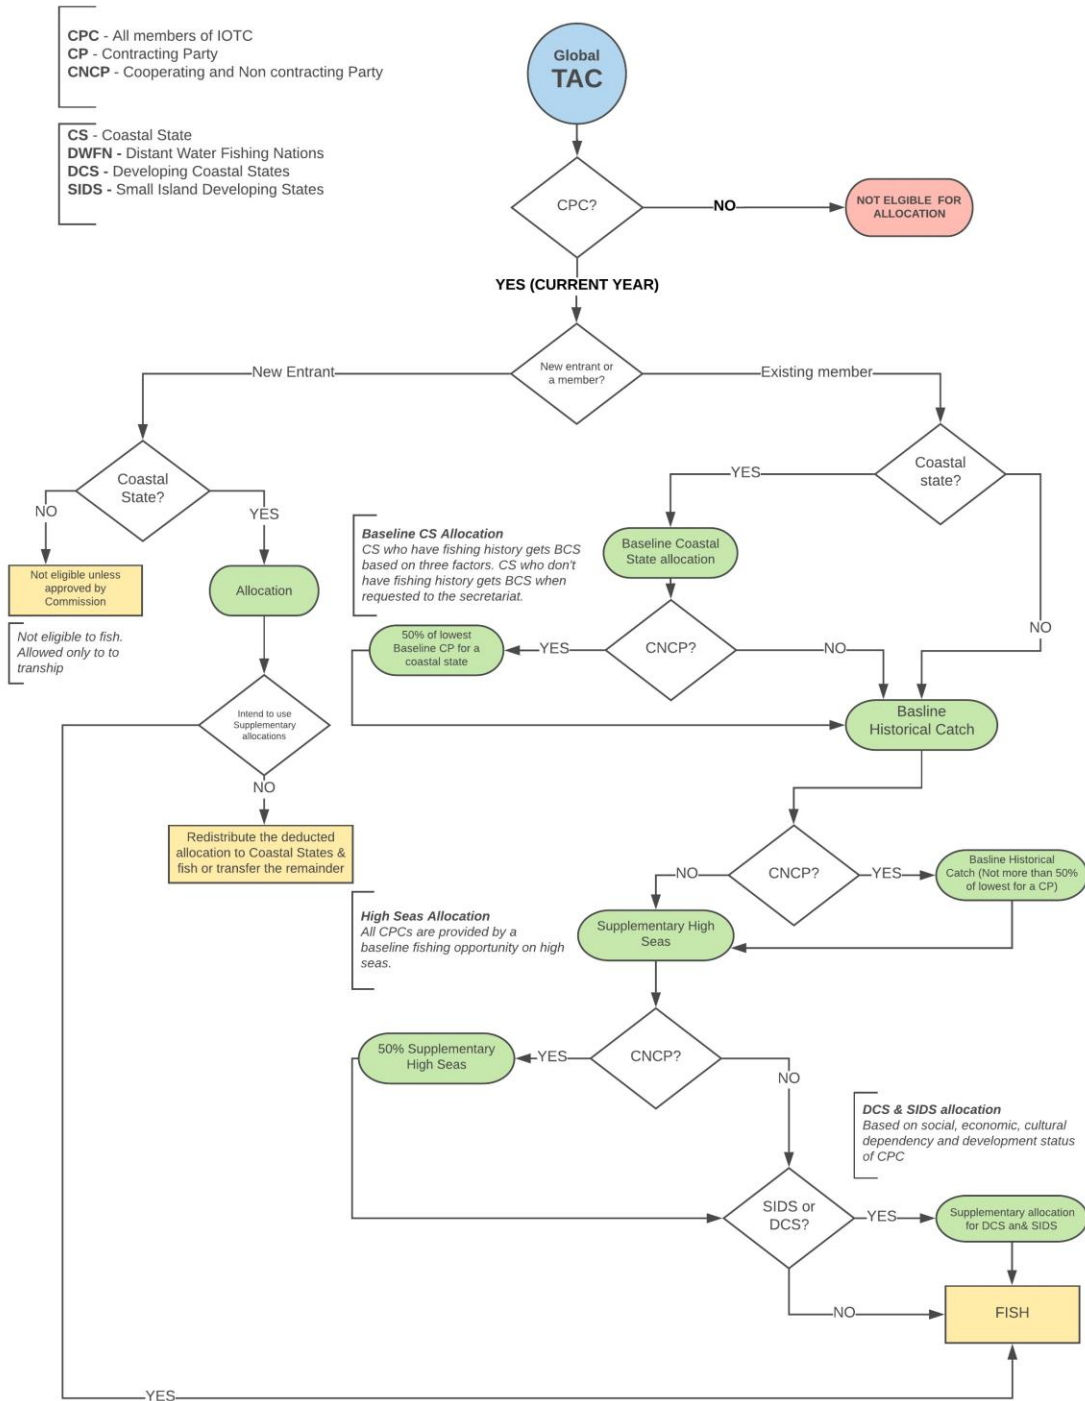 CPC - All members of IOTC
CP - Contracting Party
CNCP - Cooperating and Non contracting Party
CS - Coastal State
DWFN - Distant Water Fishing Nations
DCS - Developing Coastal States
SIDS - Small Island Developing States
Global
TAC
CPC?
NO
NOT ELGIBLE FOR
ALLOCATION
YES (CURRENT YEAR)
New entrant or
a member?
New Entrant
Existing member
Coastal
State?
NO
YES
Not eligible unless
approved by
Commission
Not eligible to fish.
Allowed only to to
tranship
Allocation
Intend to use
Supplementary
allocations
NO
Redistribute the deducted
allocation to Coastal States &
fish or transfer the remainder
YES
Coastal
state?
YES
NO
Baseline CS Allocation
CS who have fishing history gets BCS
based on three factors. CS who don't
have fishing history gets BCS when
requested to the secretariat.
Baseline Coastal
State allocation
CNCP?
YES
NO
50% of lowest
Baseline CP for a
coastal state
Basline
Historical Catch
CNCP?
NO
YES
Basline Historical
Catch (Not more than 50%
of lowest for a CP)
High Seas Allocation
All CPCs are provided by a
baseline fishing opportunity on high
seas.
Supplementary High
Seas
CNCP?
YES
NO
50% Supplementary
High Seas
DCS & SIDS allocation
Based on social, economic, cultural
dependency and development status
of CPC
SIDS or
DCS?
YES
NO
Supplementary allocation
for DCS an& SIDS
FISH